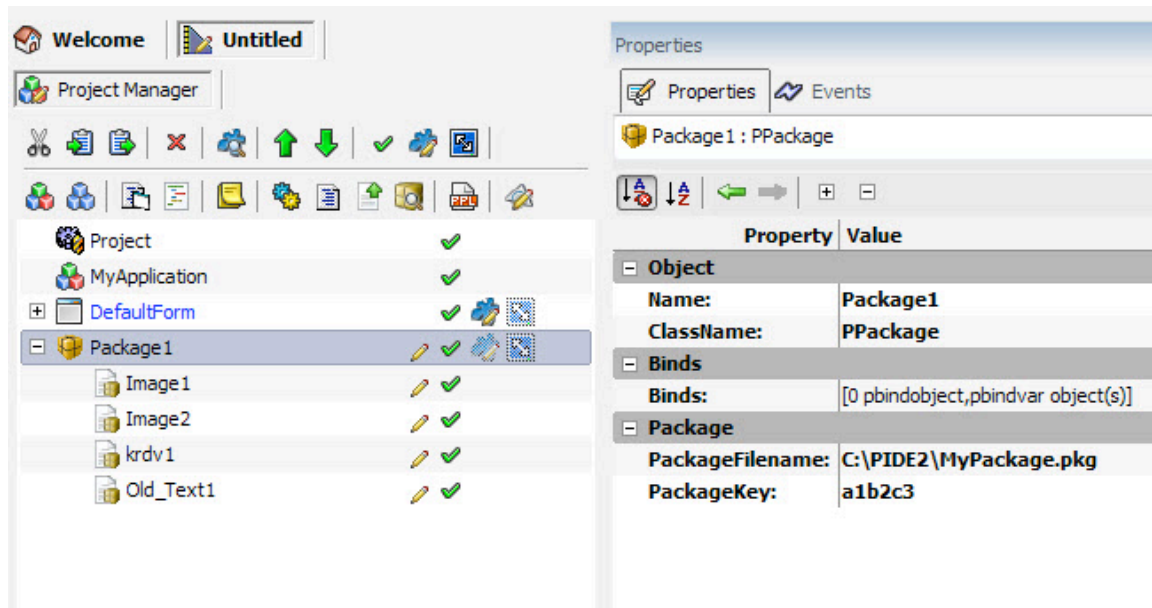 Welcome
Untitled
Project Manager
PPL
Project
MyApplication
DefaultForm
Package1
Image1
Image2
krdv1
Old_Text1
Properties
Properties
Events
Package1 : PPackage
Property Value
Object
Name: Package1
ClassName: PPackage
Binds
Binds: [0 pbindobject,pbindvar object(s)]
Package
PackageFilename: C:\PIDE2\MyPackage.pkg
PackageKey: a1b2c3